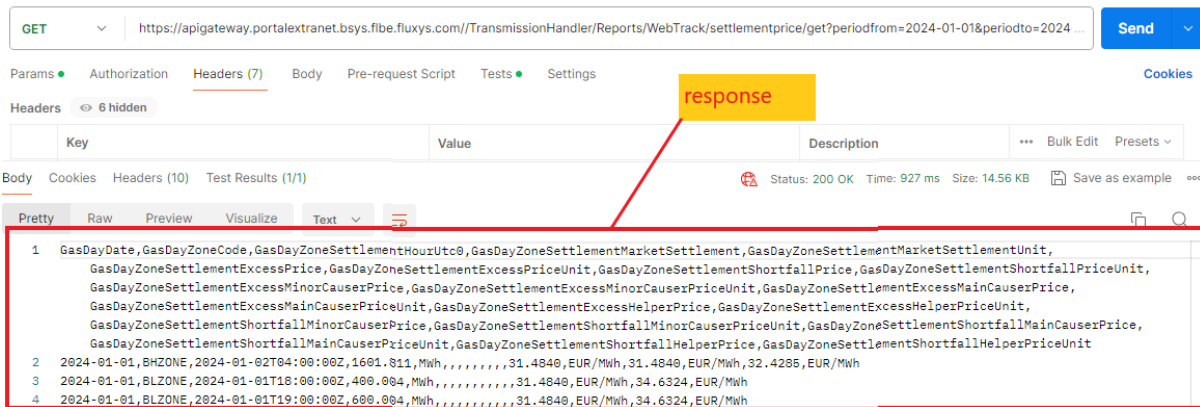 GET https://apigateway.portalextranet.bsys.flbe.fluxys.com//TransmissionHandler/Reports/WebTrack/settlementprice/get?periodfrom=2024-01-01&periodto=2024 ... Send
Params Authorization Headers (7) Body Pre-request Script Tests Settings Cookies
response
Headers 6 hidden
Key Value Description ••• Bulk Edit Presets
Body Cookies Headers (10) Test Results (1/1) Status: 200 OK Time: 927 ms Size: 14.56 KB Save as example
Pretty Raw Preview Visualize Text
1 GasDayDate,GasDayZoneCode,GasDayZoneSettlementHourUtc0,GasDayZoneSettlementMarketSettlement,GasDayZoneSettlementMarketSettlementUnit,
GasDayZoneSettlementExcessPrice,GasDayZoneSettlementExcessPriceUnit,GasDayZoneSettlementShortfallPrice,GasDayZoneSettlementShortfallPriceUnit,
GasDayZoneSettlementExcessMinorCauserPrice,GasDayZoneSettlementExcessMinorCauserPriceUnit,GasDayZoneSettlementExcessMainCauserPrice,
GasDayZoneSettlementExcessMainCauserPriceUnit,GasDayZoneSettlementExcessHelperPrice,GasDayZoneSettlementExcessHelperPriceUnit,
GasDayZoneSettlementShortfallMinorCauserPrice,GasDayZoneSettlementShortfallMinorCauserPriceUnit,GasDayZoneSettlementShortfallMainCauserPrice,
GasDayZoneSettlementShortfallMainCauserPriceUnit,GasDayZoneSettlementShortfallHelperPrice,GasDayZoneSettlementShortfallHelperPriceUnit
2 2024-01-01,BHZONE,2024-01-02T04:00:00Z,1601.811,MWh,,,,,,,,,,31.4840,EUR/MWh,31.4840,EUR/MWh,32.4285,EUR/MWh
3 2024-01-01,BLZONE,2024-01-01T18:00:00Z,400.004,MWh,,,,,,,,,,31.4840,EUR/MWh,34.6324,EUR/MWh
4 2024-01-01,BLZONE,2024-01-01T19:00:00Z,600.004,MWh,,,,,,,,,,31.4840,EUR/MWh,34.6324,EUR/MWh